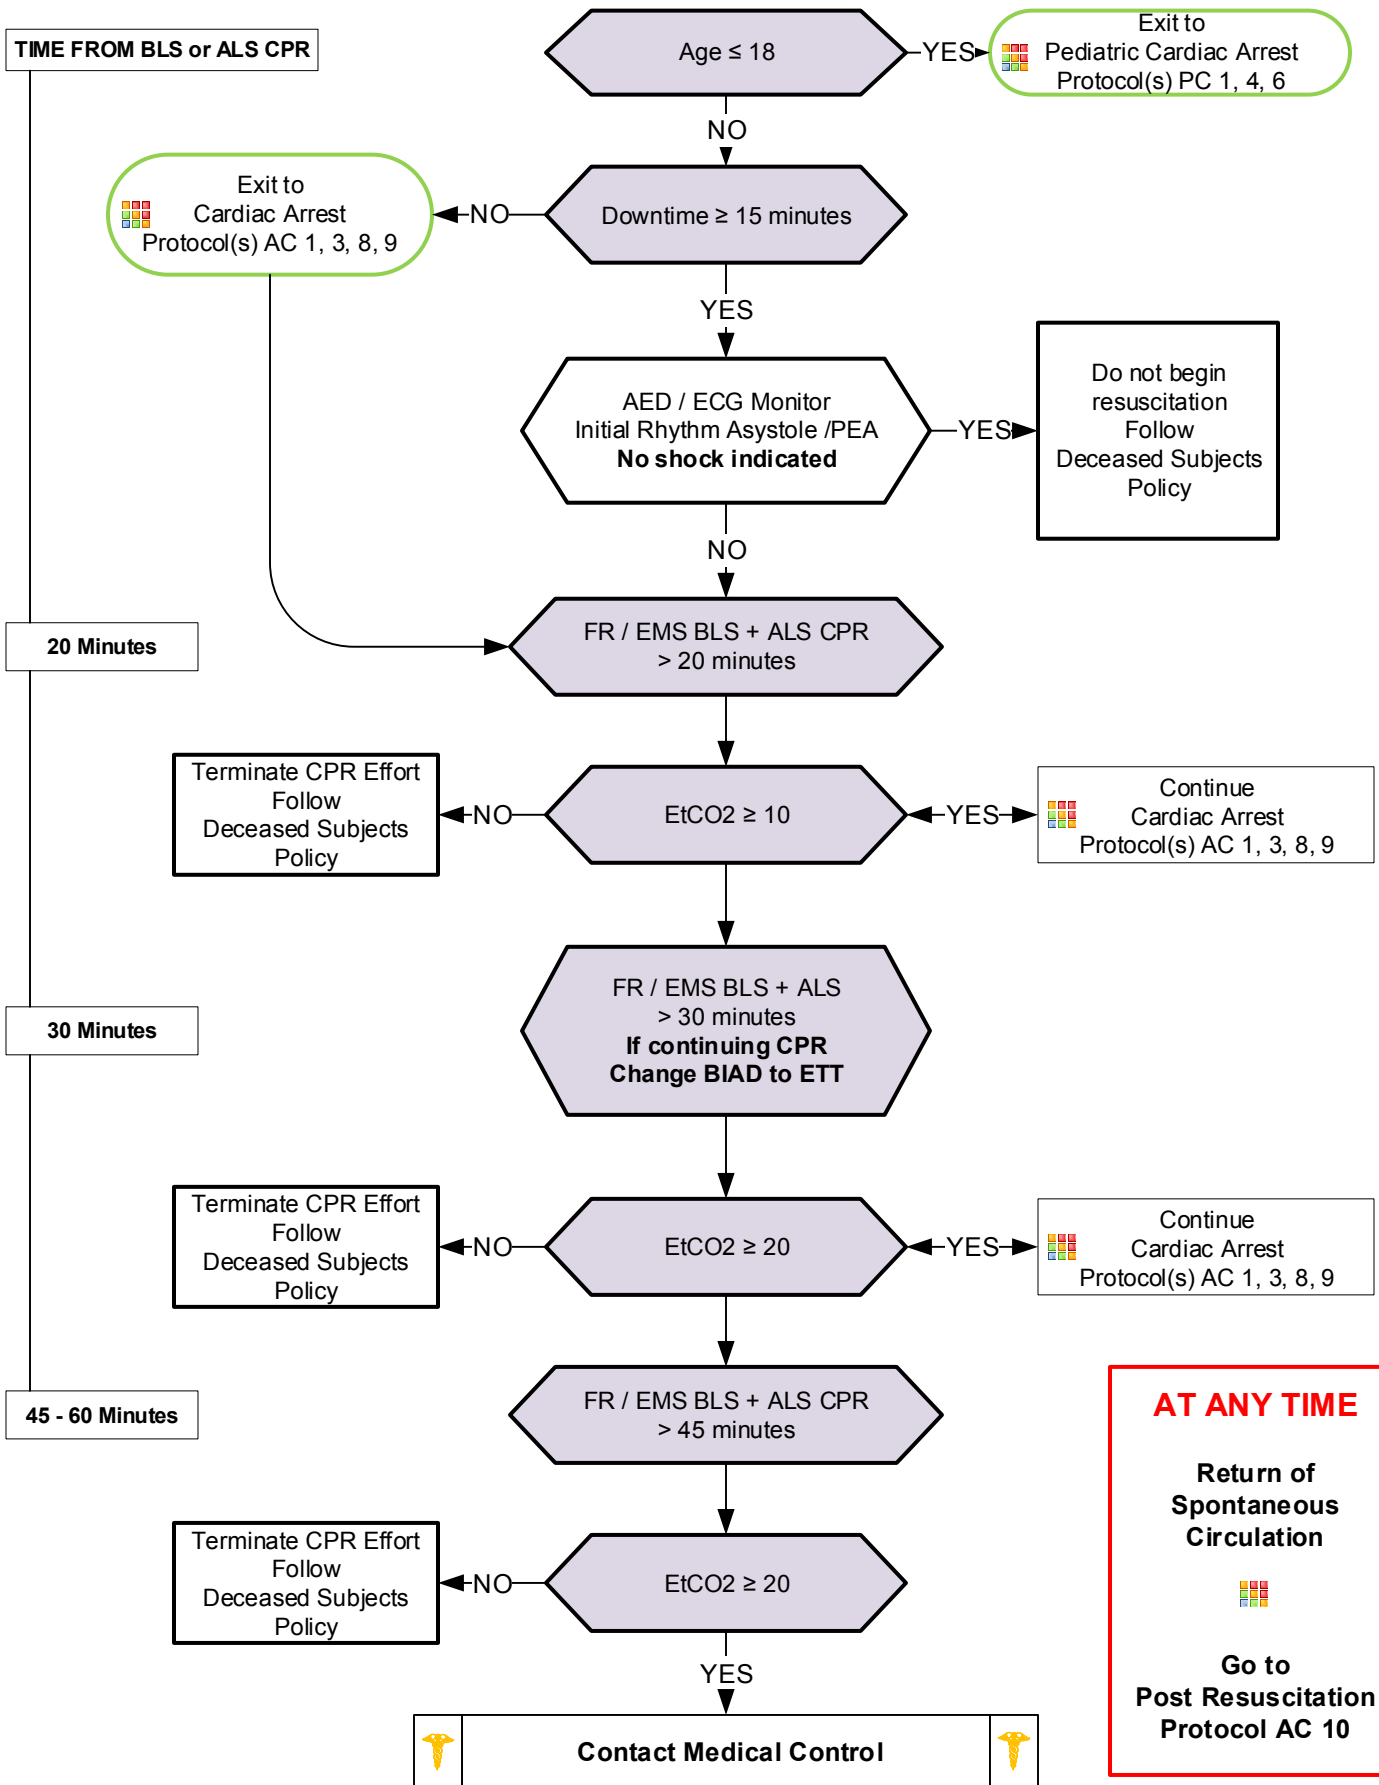 TIME FROM BLS or ALS CPR
Age ≤ 18
YES
Exit to
Pediatric Cardiac Arrest
Protocol(s) PC 1, 4, 6
NO
Exit to
Cardiac Arrest
Protocol(s) AC 1, 3, 8, 9
NO
Downtime ≥ 15 minutes
YES
AED / ECG Monitor
Initial Rhythm Asystole /PEA
No shock indicated
YES
Do not begin
resuscitation
Follow
Deceased Subjects
Policy
NO
20 Minutes
FR / EMS BLS + ALS CPR
> 20 minutes
Terminate CPR Effort
Follow
Deceased Subjects
Policy
NO
EtCO2 ≥ 10
YES
Continue
Cardiac Arrest
Protocol(s) AC 1, 3, 8, 9
30 Minutes
FR / EMS BLS + ALS
> 30 minutes
If continuing CPR
Change BIAD to ETT
Terminate CPR Effort
Follow
Deceased Subjects
Policy
NO
EtCO2 ≥ 20
YES
Continue
Cardiac Arrest
Protocol(s) AC 1, 3, 8, 9
45 - 60 Minutes
FR / EMS BLS + ALS CPR
> 45 minutes
Terminate CPR Effort
Follow
Deceased Subjects
Policy
NO
EtCO2 ≥ 20
YES
Contact Medical Control
AT ANY TIME
Return of
Spontaneous
Circulation
Go to
Post Resuscitation
Protocol AC 10